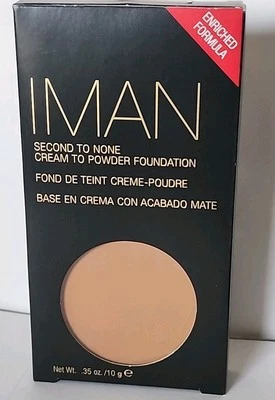 ENRICHED
FORMULA
IMAN
SECOND TO NONE
CREAM TO POWDER FOUNDATION
FOND DE TEINT CREME-POUDRE
BASE EN CREMA CON ACABADO MATE
Net Wt. .35 oz./10 g e